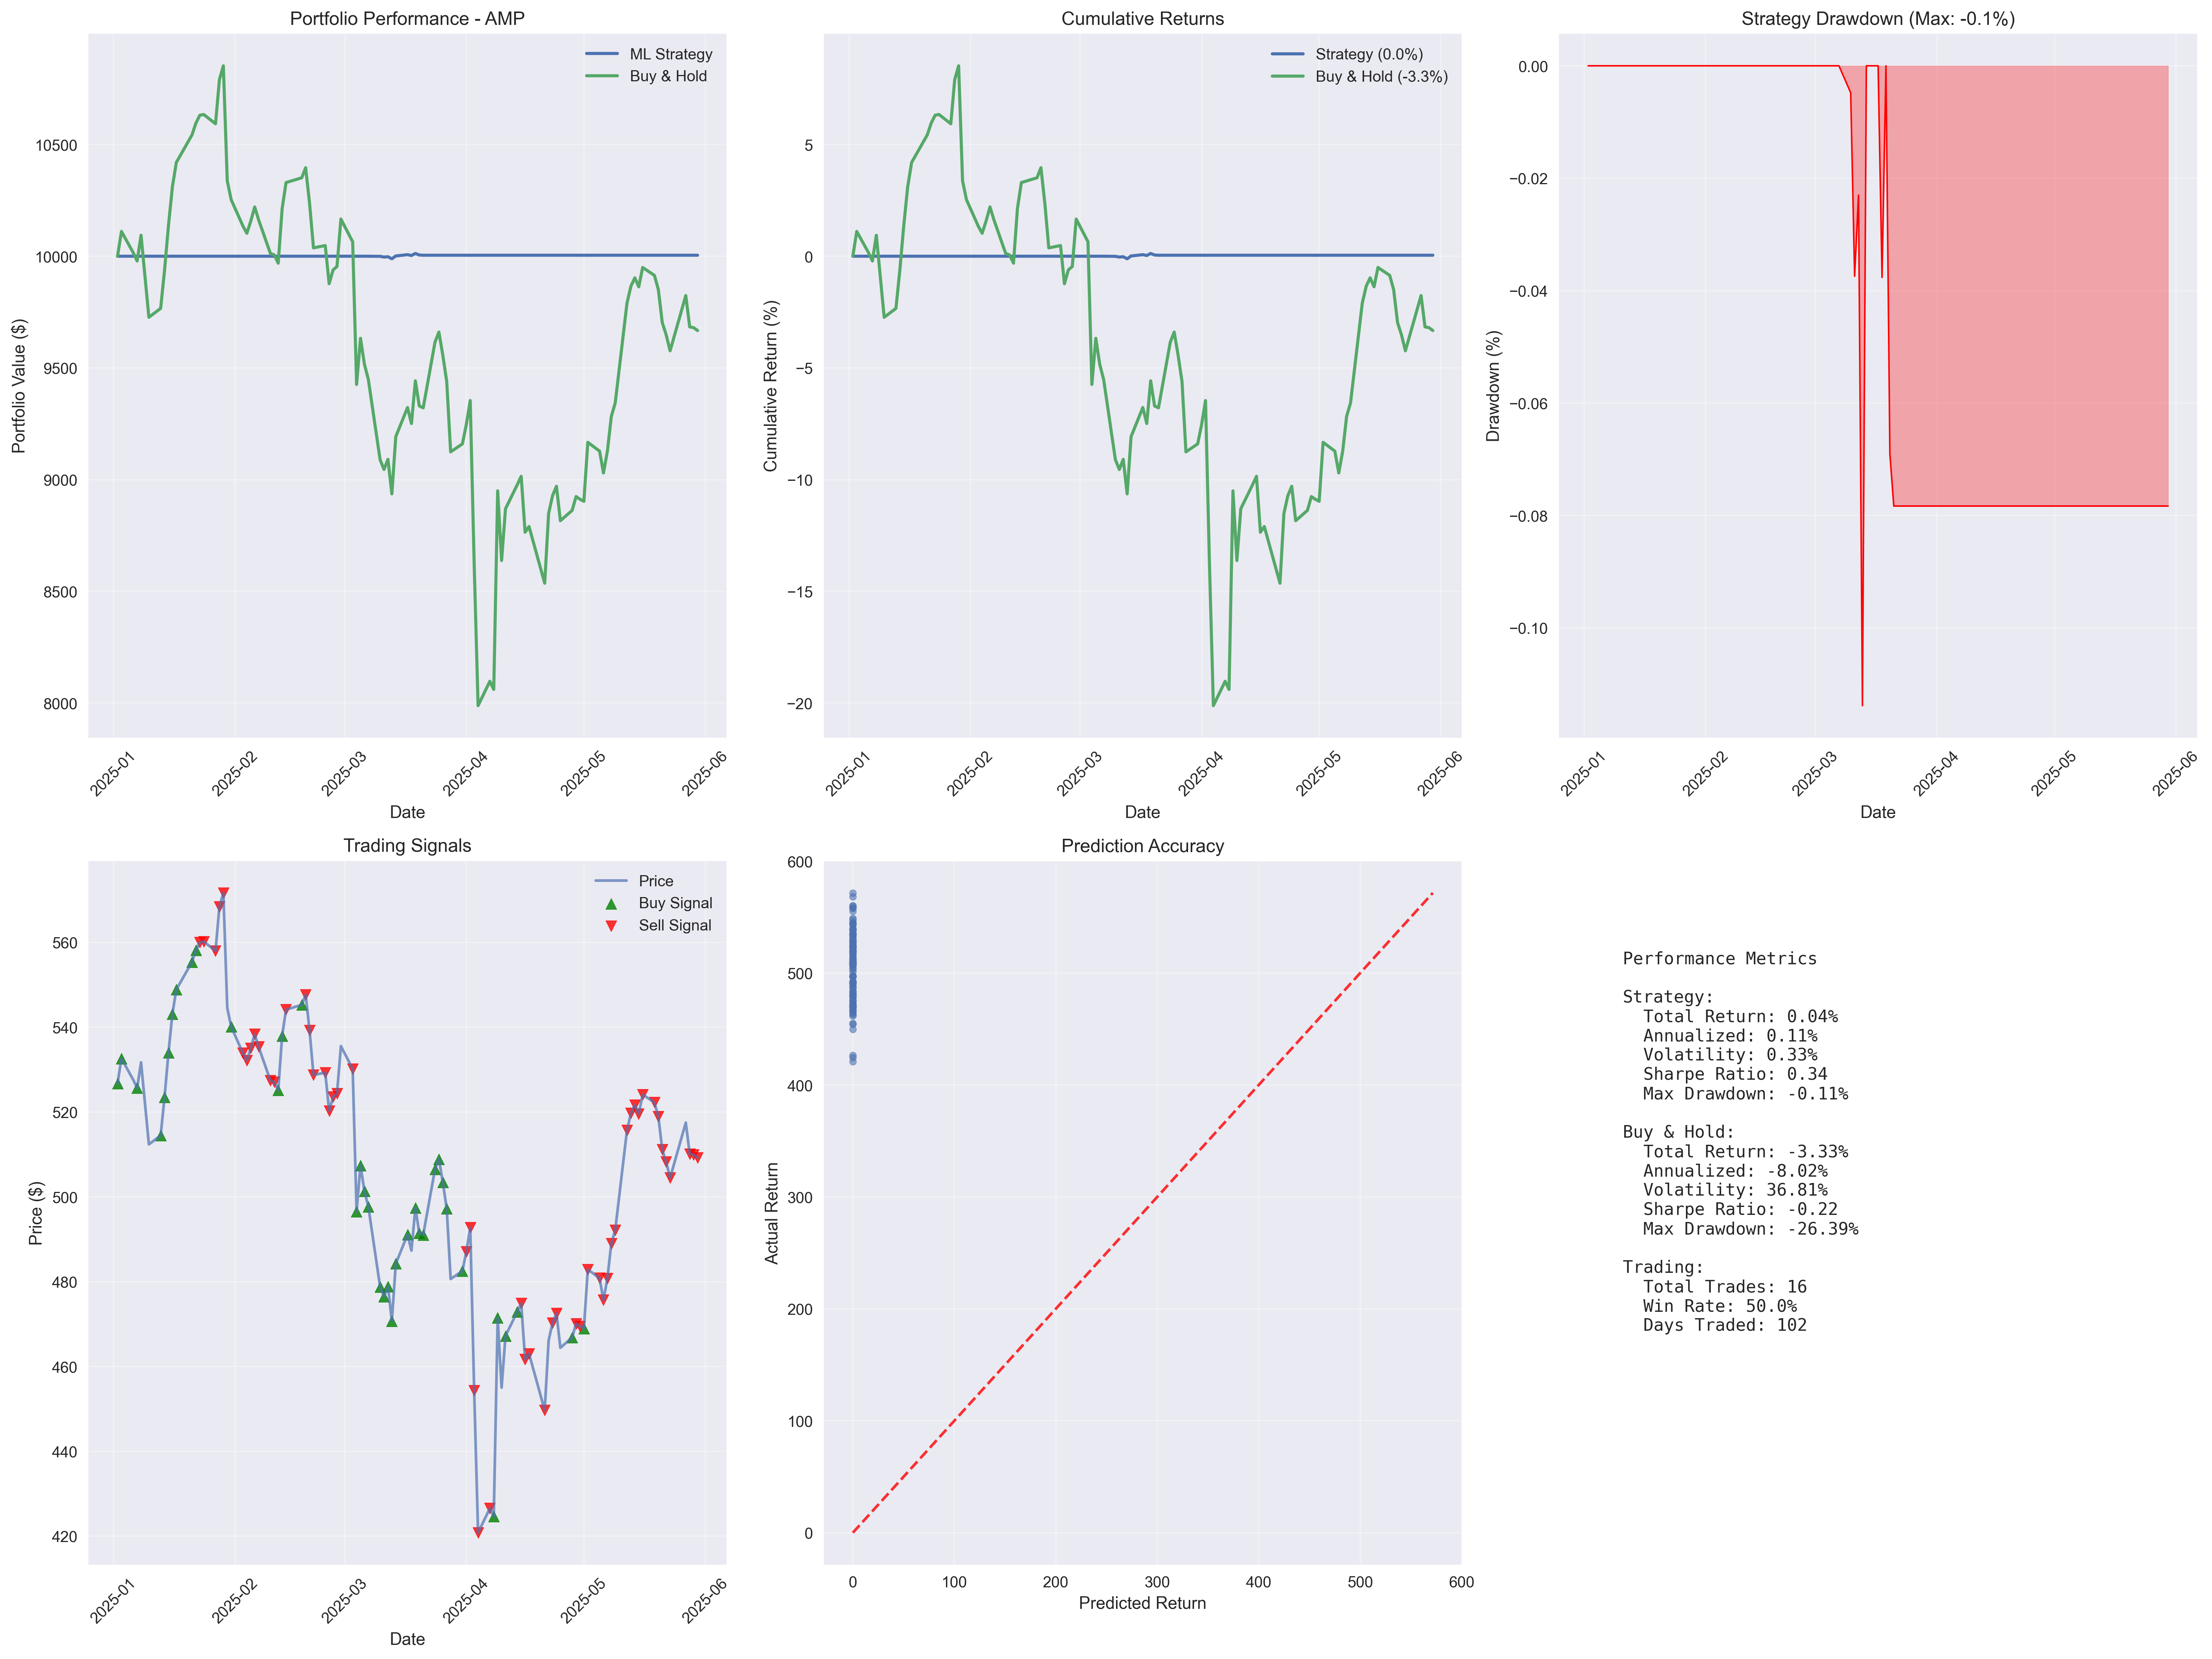 Portfolio Performance - AMP
ML Strategy
Buy & Hold
10500
10000
9500
9000
8500
8000
Portfolio Value ($)
2025-01
2025-02
2025-03
2025-04
2025-05
2025-06
Date
Cumulative Returns
Strategy (0.0%)
Buy & Hold (-3.3%)
5
0
−5
−10
−15
−20
Cumulative Return (%)
2025-01
2025-02
2025-03
2025-04
2025-05
2025-06
Date
Strategy Drawdown (Max: -0.1%)
0.00
−0.02
−0.04
−0.06
−0.08
−0.10
Drawdown (%)
2025-01
2025-02
2025-03
2025-04
2025-05
2025-06
Date
Trading Signals
Price
Buy Signal
Sell Signal
560
540
520
500
480
460
440
420
Price ($)
2025-01
2025-02
2025-03
2025-04
2025-05
2025-06
Date
Prediction Accuracy
600
500
400
300
200
100
0
Actual Return
0
100
200
300
400
500
600
Predicted Return
Performance Metrics
Strategy:
Total Return: 0.04%
Annualized: 0.11%
Volatility: 0.33%
Sharpe Ratio: 0.34
Max Drawdown: -0.11%
Buy & Hold:
Total Return: -3.33%
Annualized: -8.02%
Volatility: 36.81%
Sharpe Ratio: -0.22
Max Drawdown: -26.39%
Trading:
Total Trades: 16
Win Rate: 50.0%
Days Traded: 102